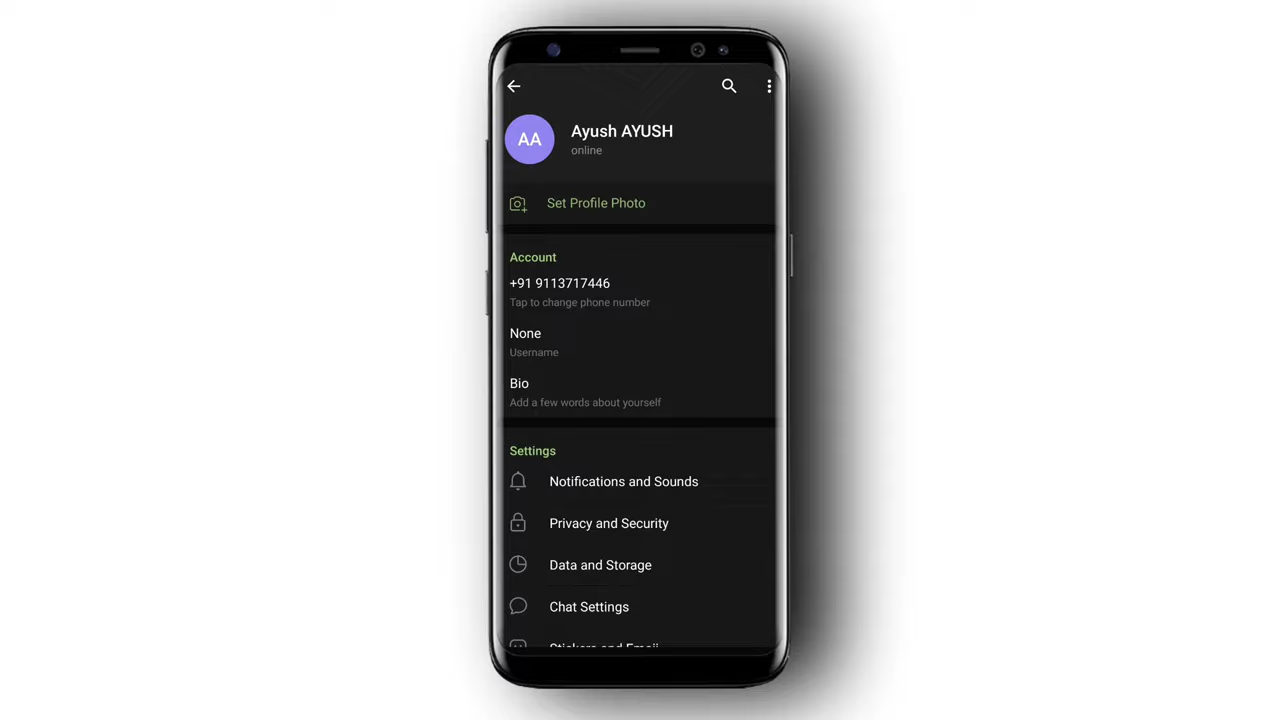 AA
Ayush AYUSH
online
Set Profile Photo
Account
+91 9113717446
Tap to change phone number
None
Username
Bio
Add a few words about yourself
Settings
Notifications and Sounds
Privacy and Security
Data and Storage
Chat Settings
Stickers and Emoji